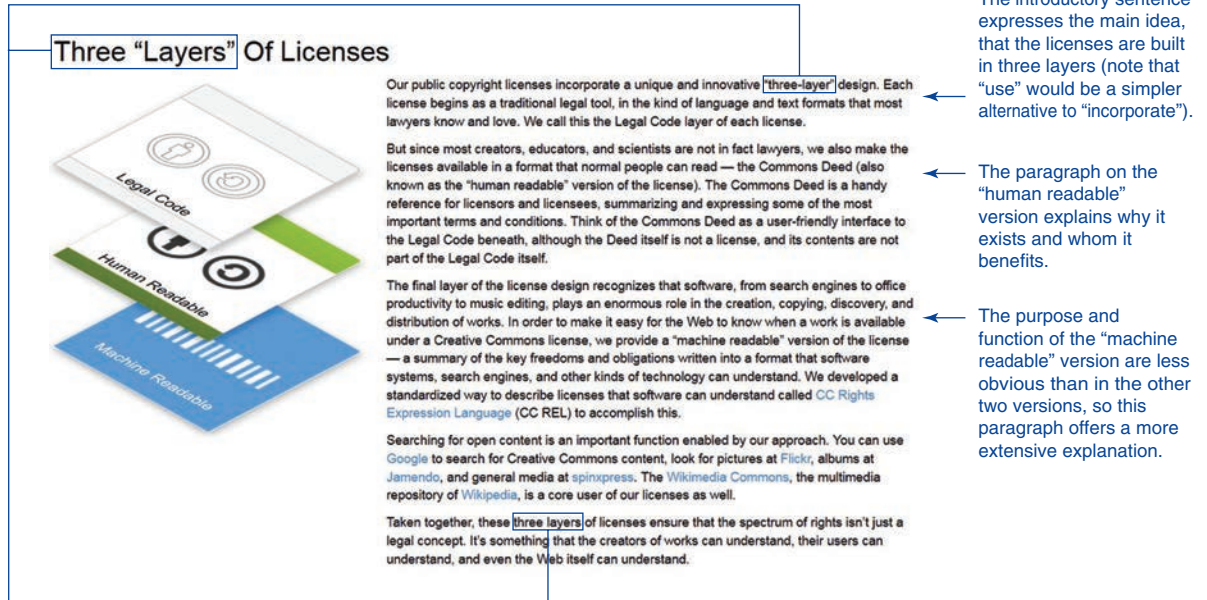 Three “Layers” Of Licenses
Legal Code
Human Readable
Machine Readable
Our public copyright licenses incorporate a unique and innovative “three-layer” design. Each
license begins as a traditional legal tool, in the kind of language and text formats that most
lawyers know and love. We call this the Legal Code layer of each license.
But since most creators, educators, and scientists are not in fact lawyers, we also make the
licenses available in a format that normal people can read — the Commons Deed (also
known as the “human readable” version of the license). The Commons Deed is a handy
reference for licensors and licensees, summarizing and expressing some of the most
important terms and conditions. Think of the Commons Deed as a user-friendly interface to
the Legal Code beneath, although the Deed itself is not a license, and its contents are not
part of the Legal Code itself.
The final layer of the license design recognizes that software, from search engines to office
productivity to music editing, plays an enormous role in the creation, copying, discovery, and
distribution of works. In order to make it easy for the Web to know when a work is available
under a Creative Commons license, we provide a “machine readable” version of the license
— a summary of the key freedoms and obligations written into a format that software
systems, search engines, and other kinds of technology can understand. We developed a
standardized way to describe licenses that software can understand called CC Rights
Expression Language (CC REL) to accomplish this.
Searching for open content is an important function enabled by our approach. You can use
Google to search for Creative Commons content, look for pictures at Flickr, albums at
Jamendo, and general media at spinxpress. The Wikimedia Commons, the multimedia
repository of Wikipedia, is a core user of our licenses as well.
Taken together, these three layers of licenses ensure that the spectrum of rights isn’t just a
legal concept. It’s something that the creators of works can understand, their users can
understand, and even the Web itself can understand.
The introductory sentence
expresses the main idea,
that the licenses are built
in three layers (note that
“use” would be a simpler
alternative to “incorporate”).
The paragraph on the
“human readable”
version explains why it
exists and whom it
benefits.
The purpose and
function of the “machine
readable” version are less
obvious than in the other
two versions, so this
paragraph offers a more
extensive explanation.